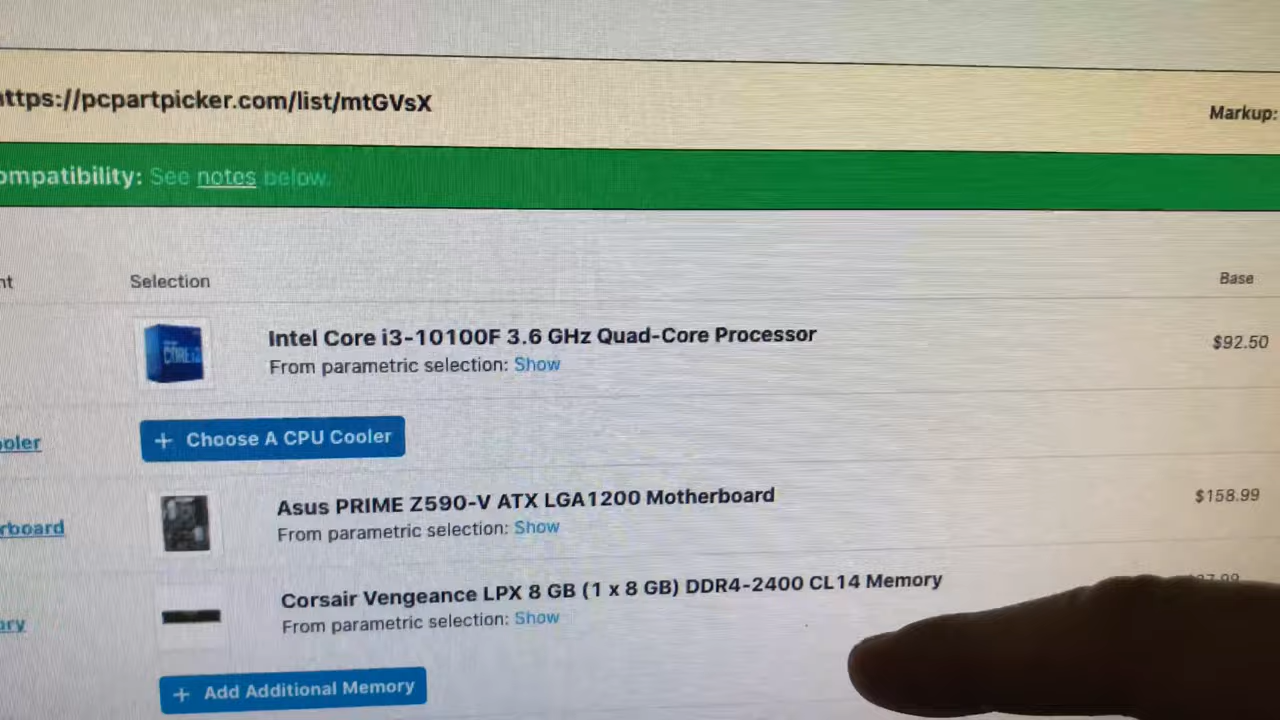 ttps://pcpartpicker.com/list/mtGVsX
Markup:
ompatibility: See notes below.
nt
Selection
Base
Intel Core i3-10100F 3.6 GHz Quad-Core Processor
$92.50
From parametric selection: Show
ooler
+ Choose A CPU Cooler
Asus PRIME Z590-V ATX LGA1200 Motherboard
$158.99
rboard
From parametric selection: Show
Corsair Vengeance LPX 8 GB (1 x 8 GB) DDR4-2400 CL14 Memory
ory
From parametric selection: Show
+ Add Additional Memory